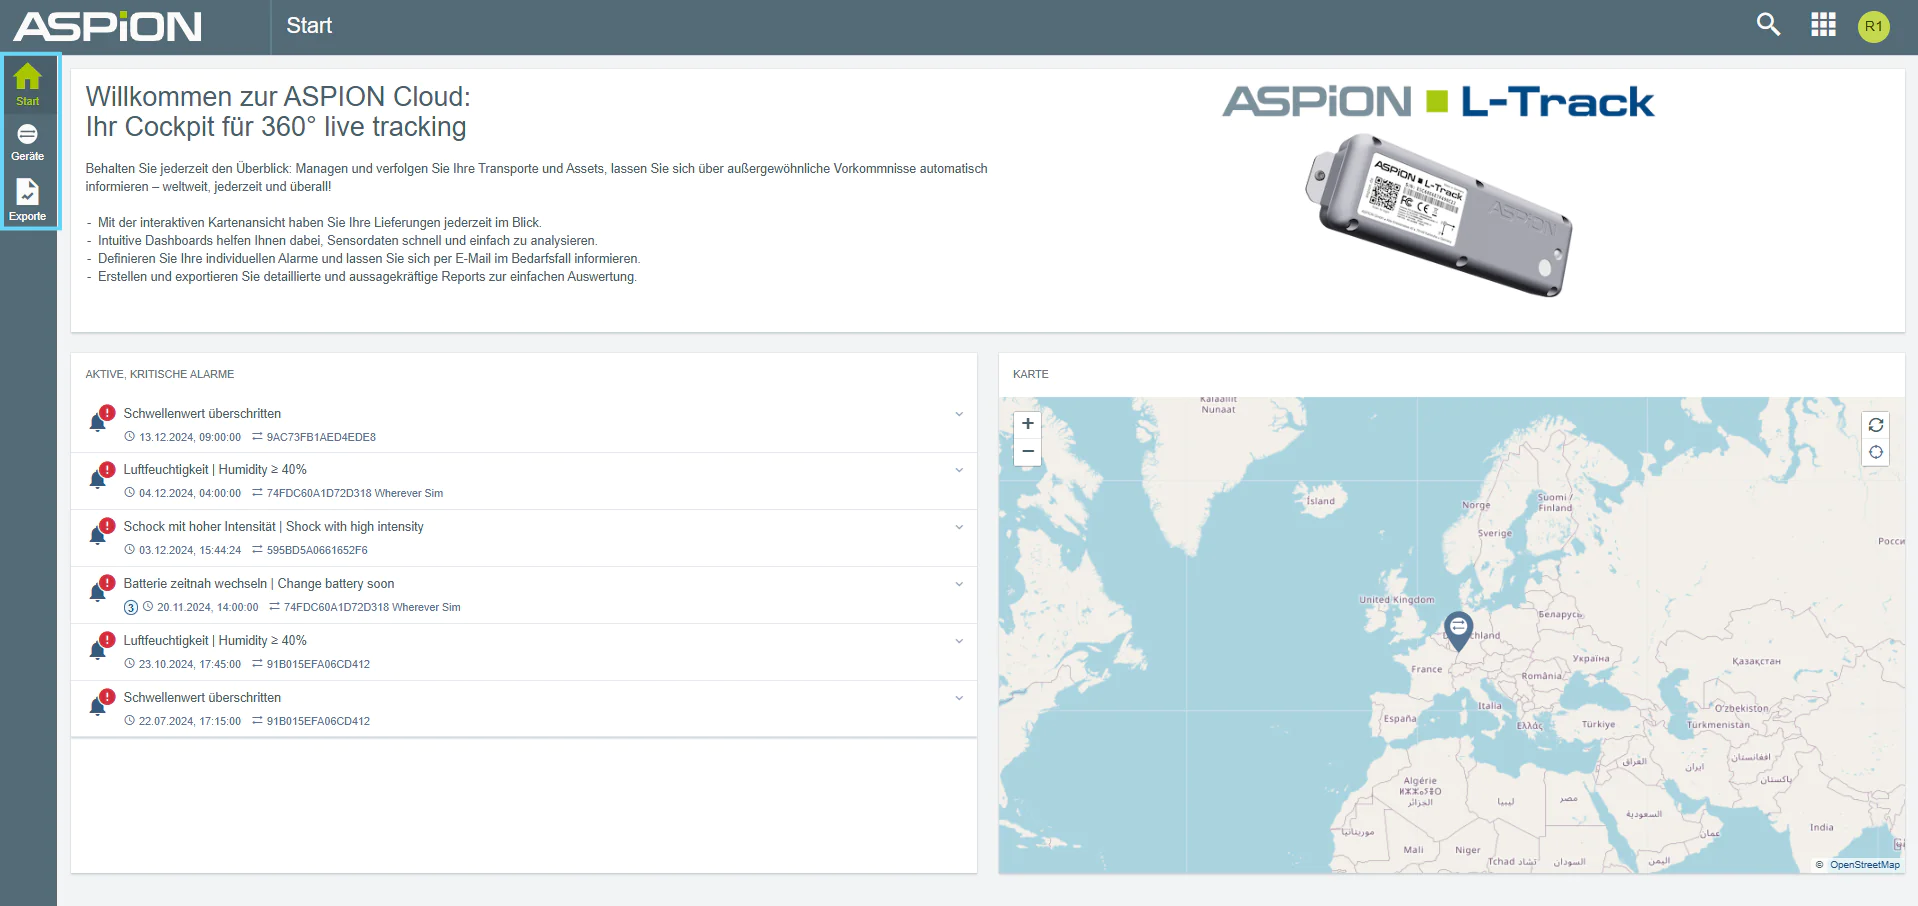 ASPiON
Start
R1
Start
Geräte
Exporte
Willkommen zur ASPION Cloud:
Ihr Cockpit für 360° live tracking
Behalten Sie jederzeit den Überblick: Managen und verfolgen Sie Ihre Transporte und Assets, lassen Sie sich über außergewöhnliche Vorkommnisse automatisch
informieren – weltweit, jederzeit und überall!
- Mit der interaktiven Kartenansicht haben Sie Ihre Lieferungen jederzeit im Blick.
- Intuitive Dashboards helfen Ihnen dabei, Sensordaten schnell und einfach zu analysieren.
- Definieren Sie Ihre individuellen Alarme und lassen Sie sich per E-Mail im Bedarfsfall informieren.
- Erstellen und exportieren Sie detaillierte und aussagekräftige Reports zur einfachen Auswertung.
ASPiON L-Track
ASPiON L-Track
FC CE
ASPION
AKTIVE, KRITISCHE ALARME
Schwellenwert überschritten
13.12.2024, 09:00:00 9AC73FB1AED4EDE8
Luftfeuchtigkeit | Humidity ≥ 40%
04.12.2024, 04:00:00 74FDC60A1D72D318 Wherever Sim
Schock mit hoher Intensität | Shock with high intensity
03.12.2024, 15:44:24 595BD5A0661652F6
Batterie zeitnah wechseln | Change battery soon
3 20.11.2024, 14:00:00 74FDC60A1D72D318 Wherever Sim
Luftfeuchtigkeit | Humidity ≥ 40%
23.10.2024, 17:45:00 91B015EFA06CD412
Schwellenwert überschritten
22.07.2024, 17:15:00 91B015EFA06CD412
KARTE
+
−
Kalaallit
Nunaat
Ísland
Norge
Suomi /
Finland
Sverige
United Kingdom
Беларусь
chland
France
Україна
România
Қазақстан
Italia
España
Ελλάς
Türkiye
O'zbekiston
Türkmenistan
العراق
ایران
افغانستان
پاکستان
Algérie
ⵍⵣⵣⴰⵢⴻⵔ
الجزائر
ليبيا
مصر
السعودية
عمان
India
موريتانيا
Mali
Niger
Tchad تشاد
السودان
اليمن
© OpenStreetMap